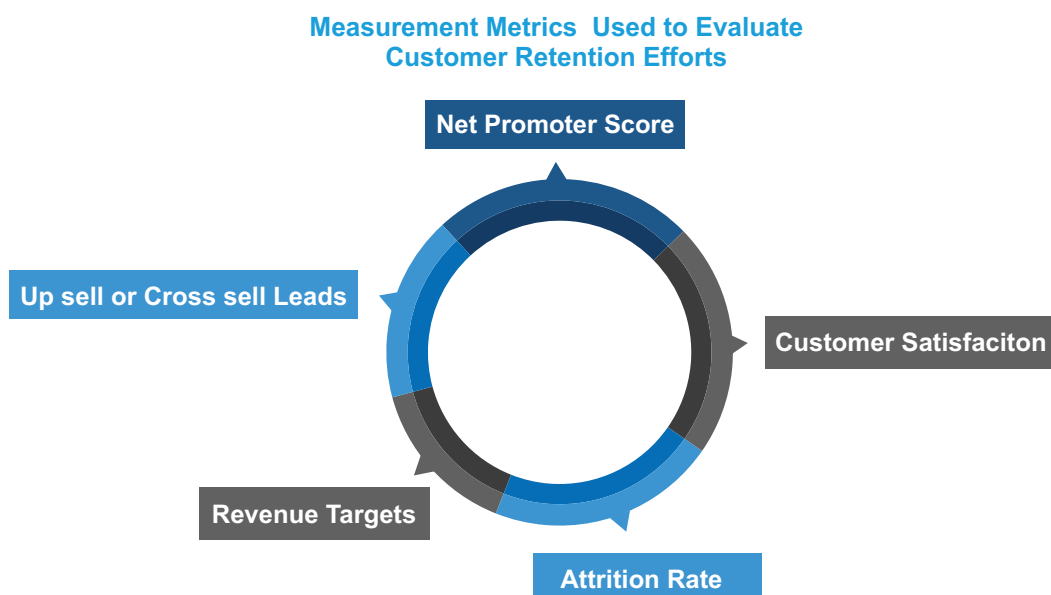 Measurement Metrics Used to Evaluate
Customer Retention Efforts
Net Promoter Score
Up sell or Cross sell Leads
Customer Satisfaciton
Revenue Targets
Attrition Rate